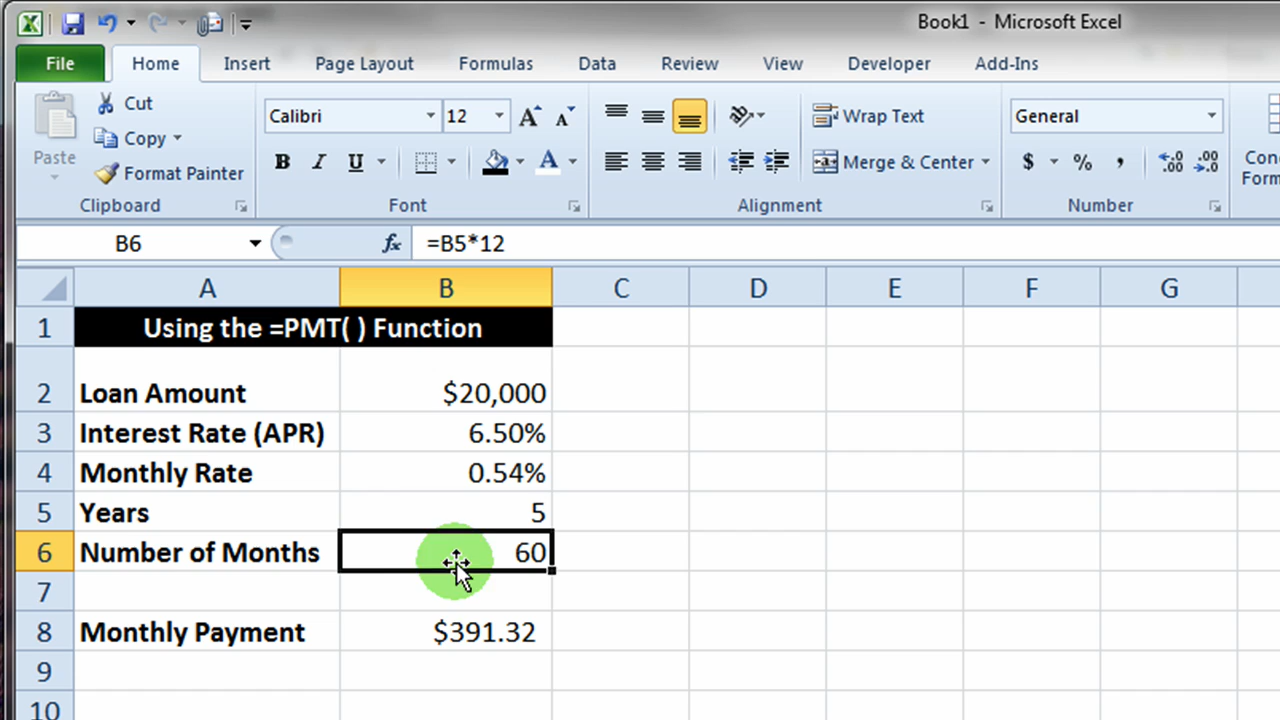 Book1 - Microsoft Excel
File Home Insert Page Layout Formulas Data Review View Developer Add-Ins
Paste
Cut
Copy
Format Painter
Clipboard
Calibri 12
B I U A
Font
Wrap Text
Merge & Center
Alignment
General
$ % ,
Number
Con
Form
B6 fx =B5*12
A B C D E F G
1 Using the =PMT( ) Function
2 Loan Amount $20,000
3 Interest Rate (APR) 6.50%
4 Monthly Rate 0.54%
5 Years 5
6 Number of Months 60
7
8 Monthly Payment $391.32
9
10